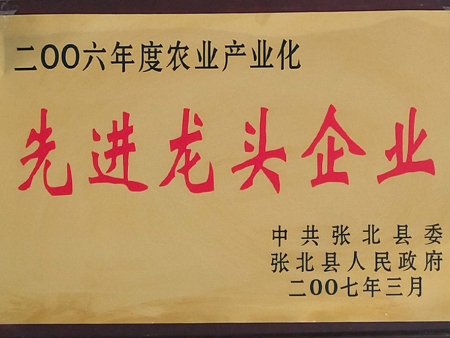 二OO六年度农业产业化
先进龙头企业
中共张北县委
张北县人民政府
二OO七年三月